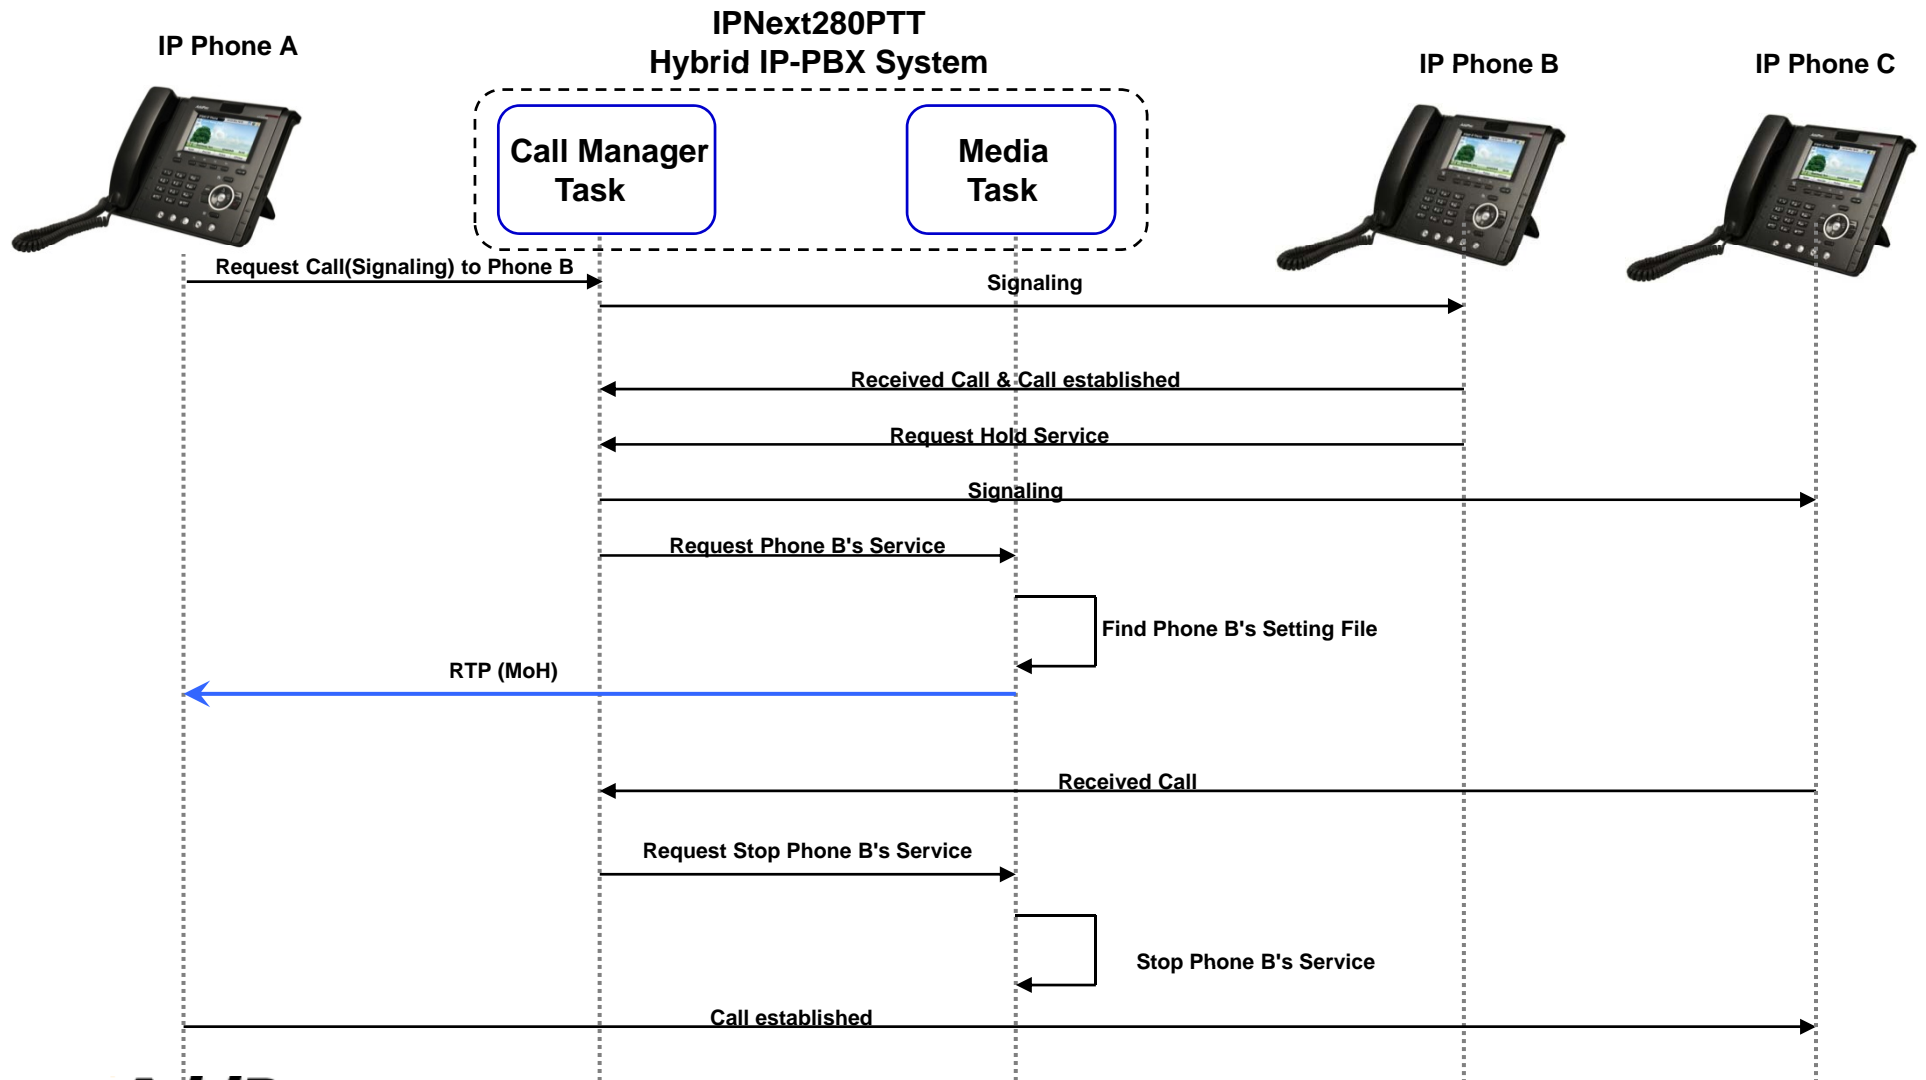 IPNext280PTT
Hybrid IP-PBX System
IP Phone A
IP Phone B
IP Phone C
Call Manager
Task
Media
Task
Request Call(Signaling) to Phone B
Signaling
Received Call & Call established
Request Hold Service
Signaling
Request Phone B's Service
Find Phone B's Setting File
RTP (MoH)
Received Call
Request Stop Phone B's Service
Stop Phone B's Service
Call established